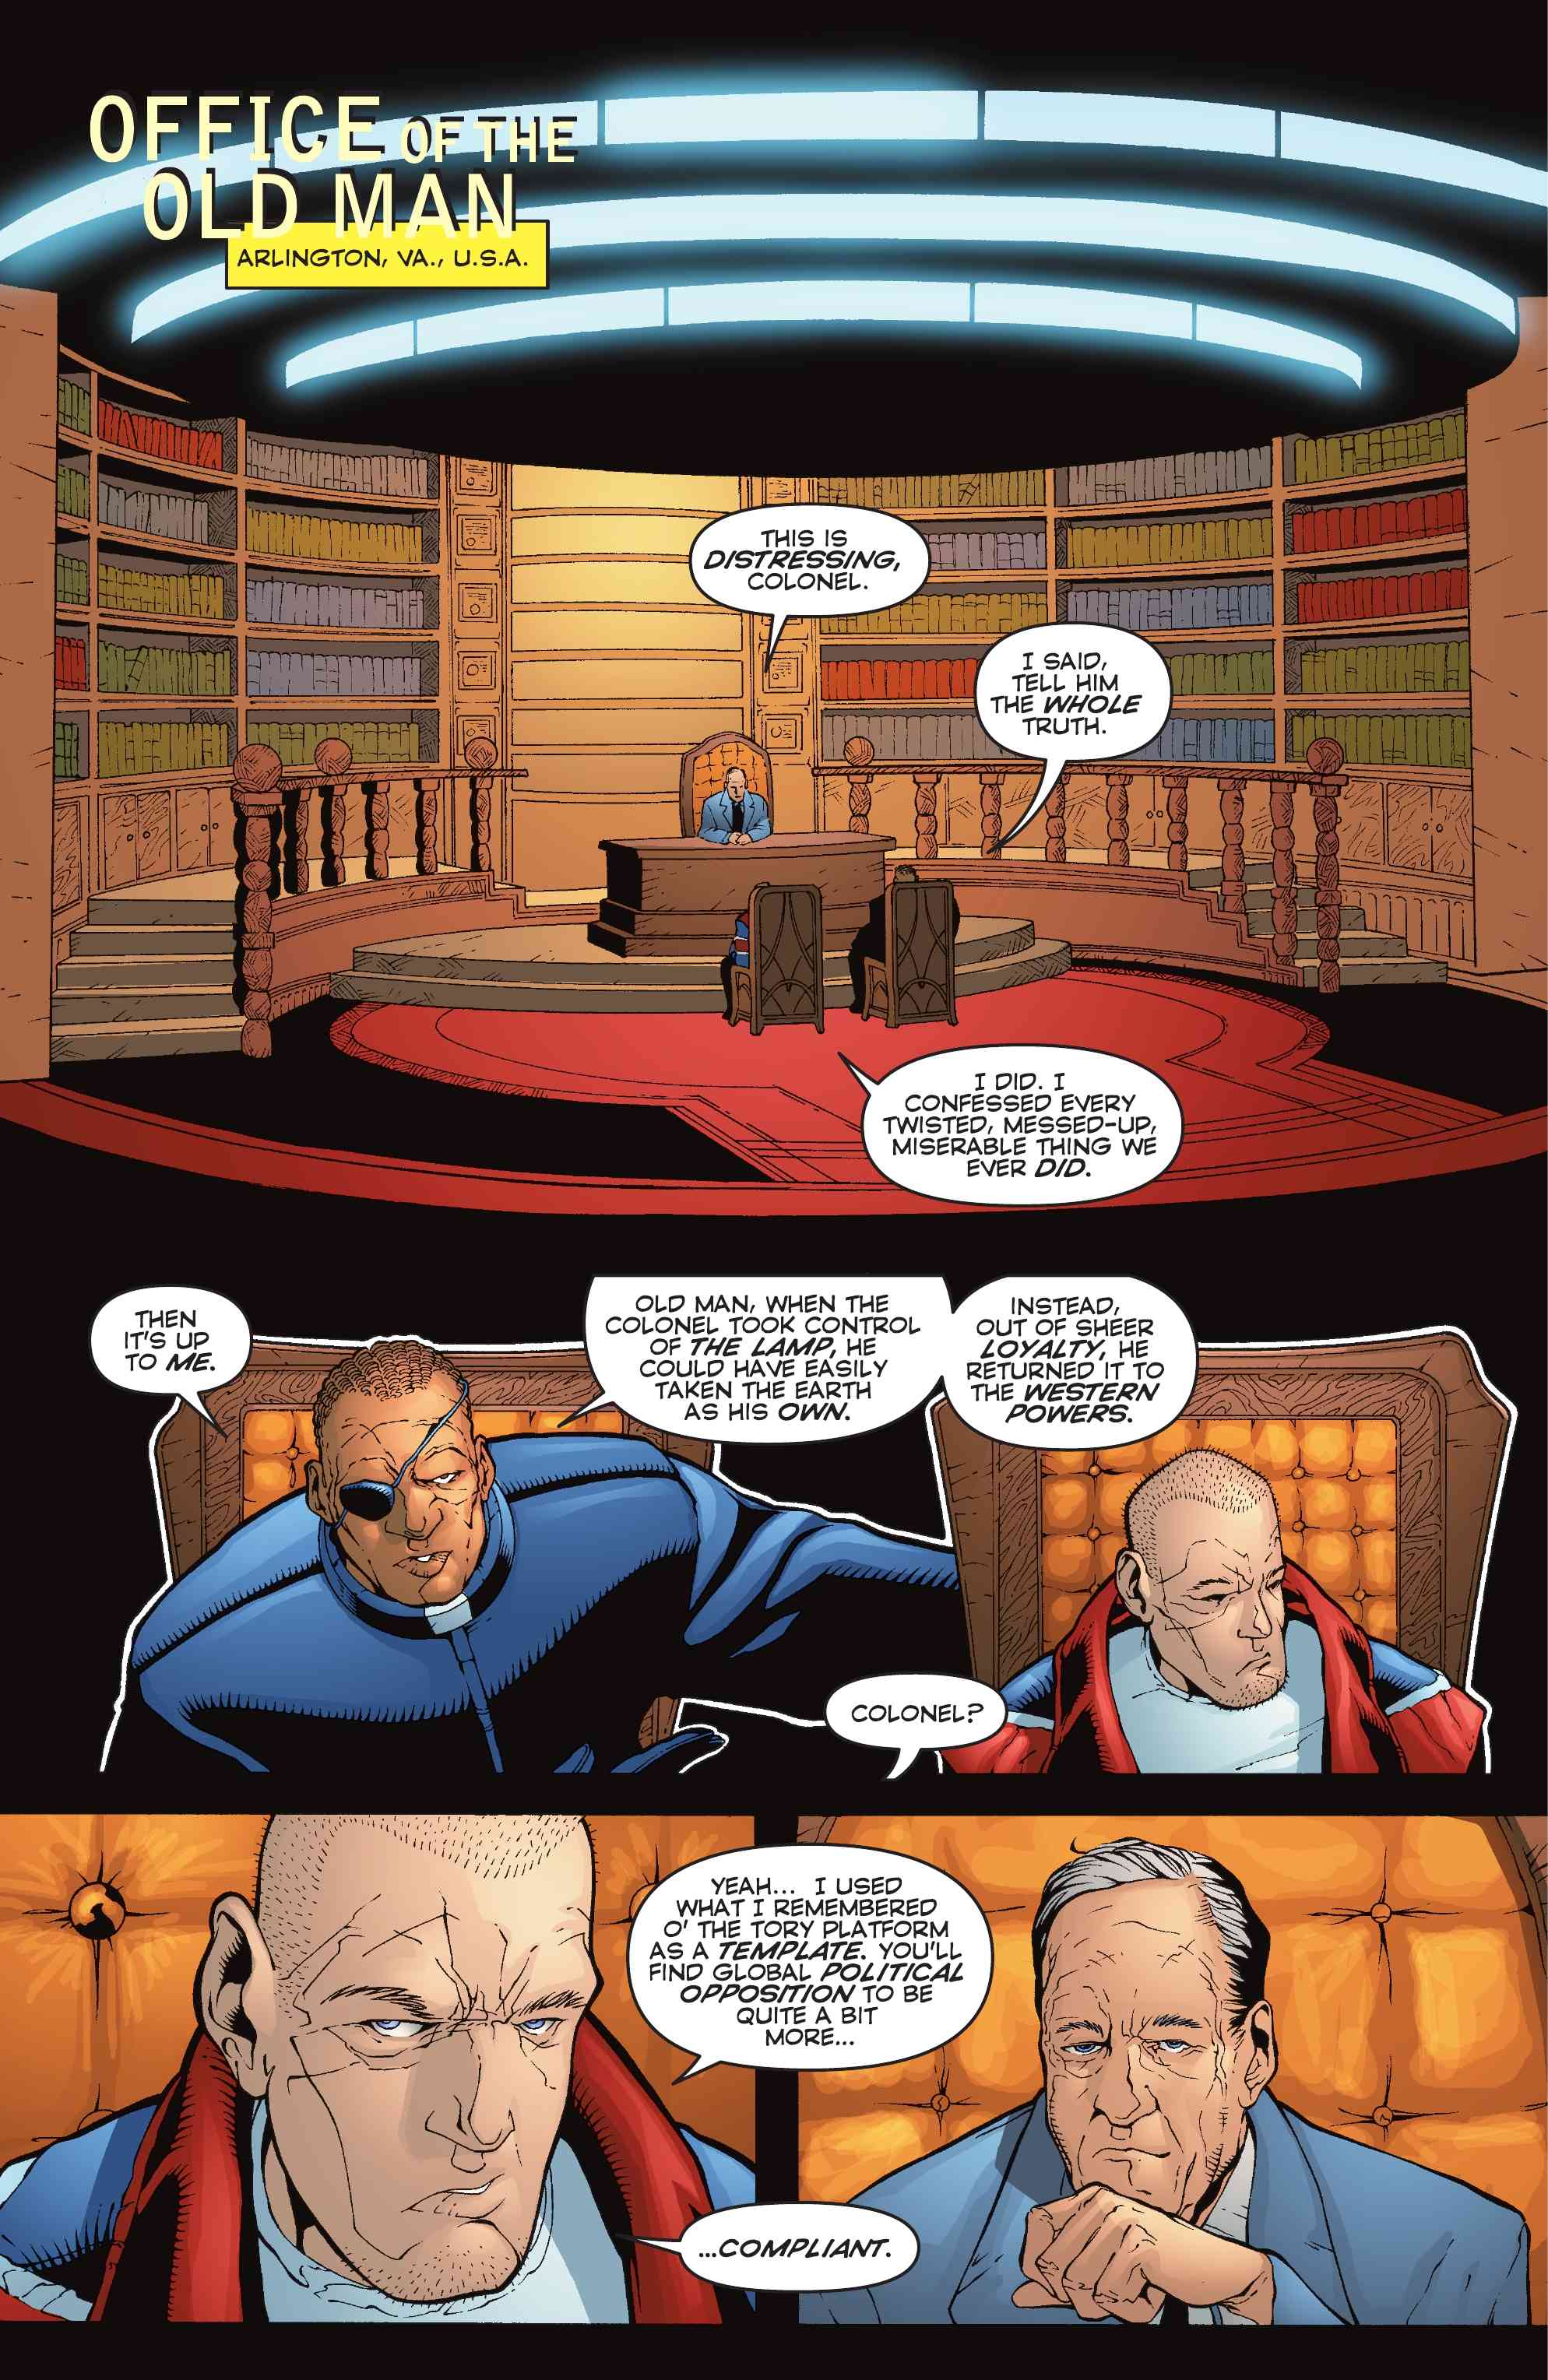 OFFICE OF THE
OLD MAN
ARLINGTON, VA., U.S.A.
THIS IS
DISTRESSING,
COLONEL.
I SAID,
TELL HIM
THE WHOLE
TRUTH.
I DID. I
CONFESSED EVERY
TWISTED, MESSED-UP,
MISERABLE THING WE
EVER DID.
THEN
IT'S UP
TO ME.
OLD MAN, WHEN THE
COLONEL TOOK CONTROL
OF THE LAMP, HE
COULD HAVE EASILY
TAKEN THE EARTH
AS HIS OWN.
INSTEAD,
OUT OF SHEER
LOYALTY, HE
RETURNED IT TO
THE WESTERN
POWERS.
COLONEL?
YEAH... I USED
WHAT I REMEMBERED
O' THE TORY PLATFORM
AS A TEMPLATE. YOU'LL
FIND GLOBAL POLITICAL
OPPOSITION TO BE
QUITE A BIT
MORE...
...COMPLIANT.